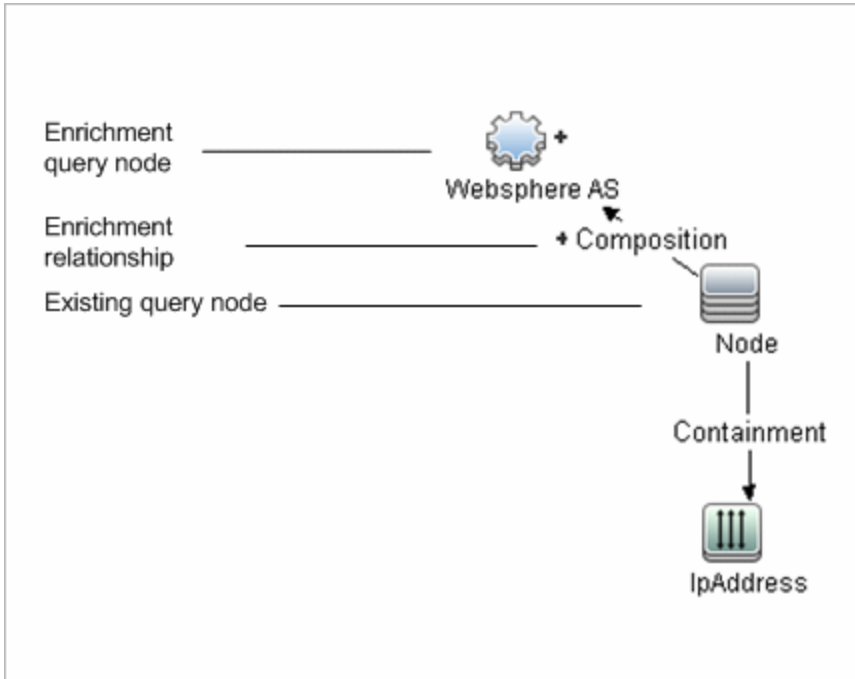 Enrichment
query node
+
Websphere AS
Enrichment
relationship
+ Composition
Existing query node
Node
Containment
IpAddress